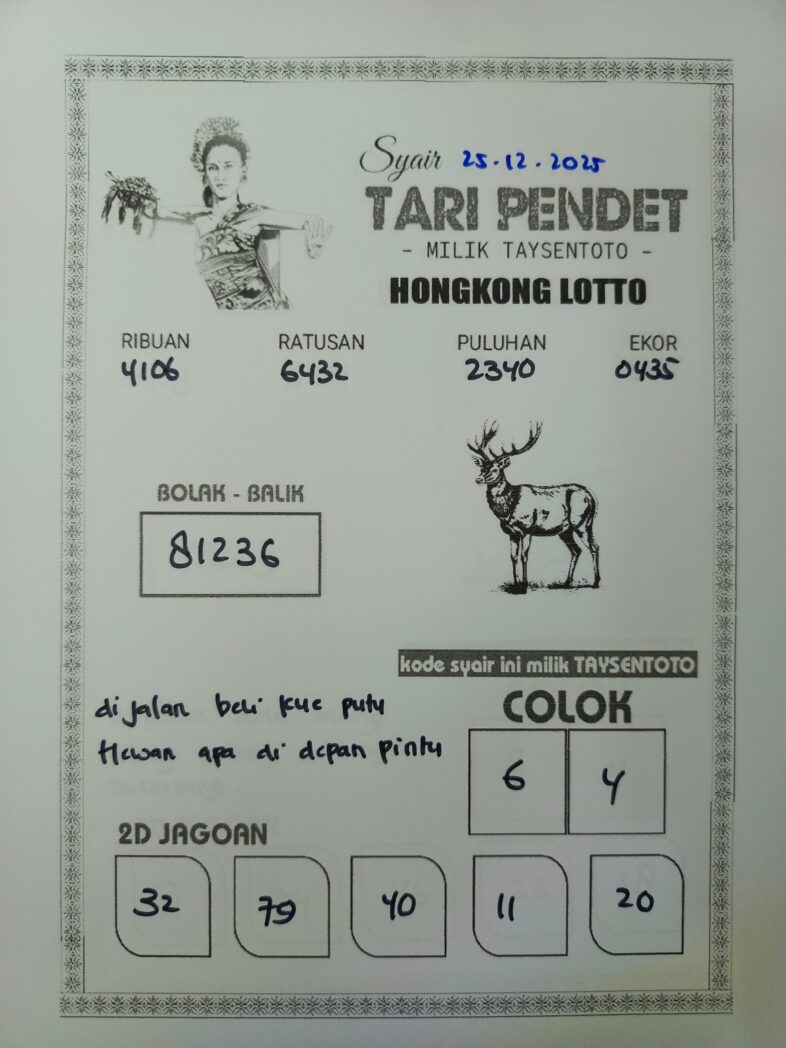 Syair 25.12.2025
TARI PENDET
- MILIK TAYSENTOTO -
HONGKONG LOTTO
RIBUAN RATUSAN PULUHAN EKOR
4106 6432 2340 0435
BOLAK - BALIK
81236
kode syair ini milik TAYSENTOTO
di jalan beli kue putu
Hewan apa di depan pintu
COLOK
6 4
2D JAGOAN
32 79 40 11 20